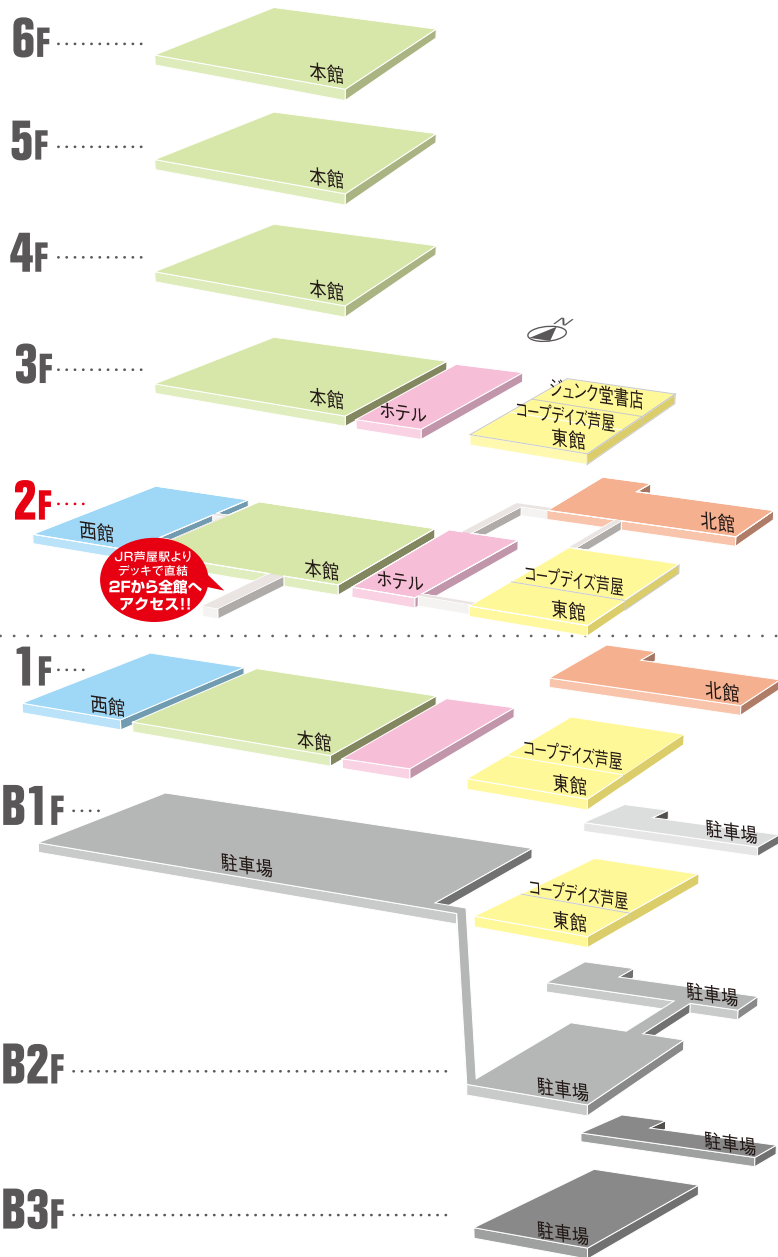 6F
本館
5F
本館
4F
本館
N
3F
本館
ホテル
ジュンク堂書店
コープデイズ芦屋
東館
2F
西館
本館
ホテル
北館
コープデイズ芦屋
東館
JR芦屋駅より
デッキで直結
2Fから全館へ
アクセス!!
1F
西館
本館
北館
コープデイズ芦屋
東館
B1F
駐車場
駐車場
コープデイズ芦屋
東館
駐車場
B2F
駐車場
駐車場
B3F
駐車場